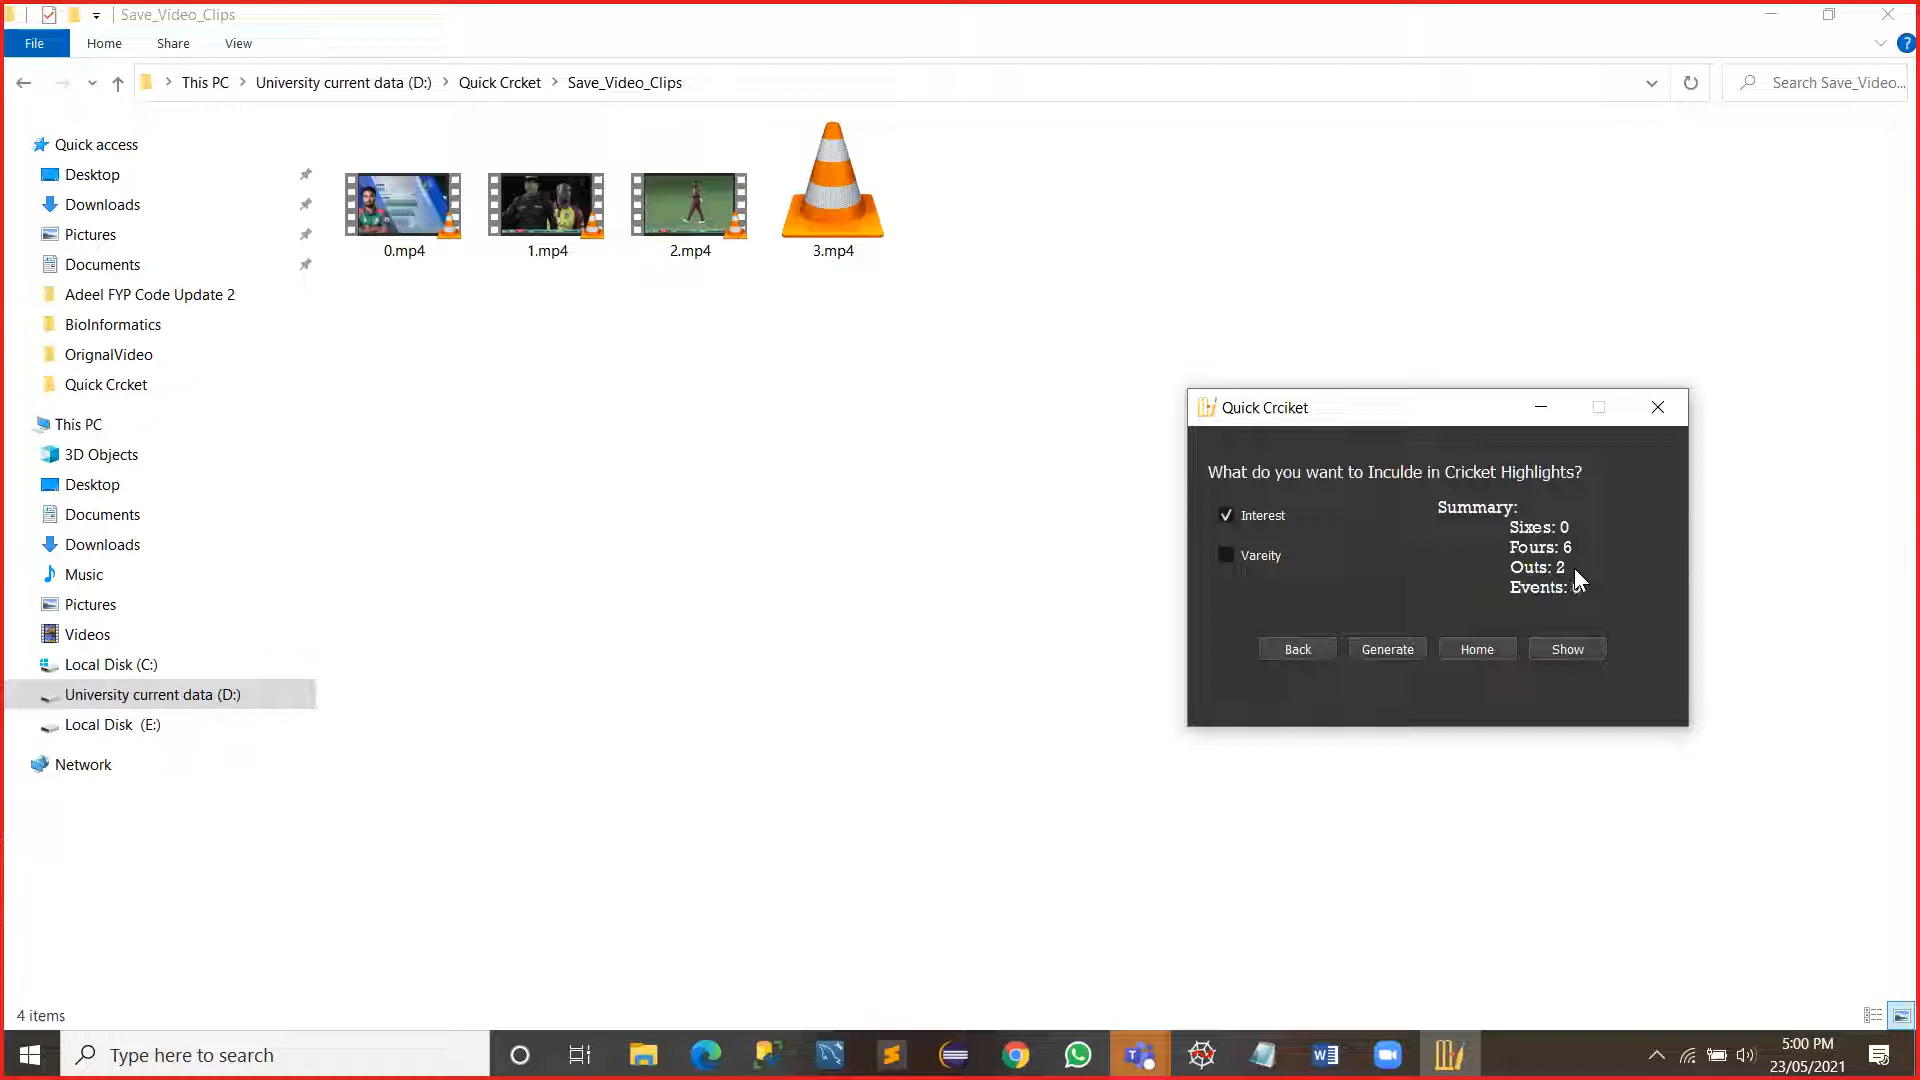 Save_Video_Clips
File Home Share View
This PC University current data (D:) Quick Crcket Save_Video_Clips
Search Save_Video...
Quick access
Desktop
Downloads
Pictures
Documents
Adeel FYP Code Update 2
BioInformatics
OrignalVideo
Quick Crcket
This PC
3D Objects
Desktop
Documents
Downloads
Music
Pictures
Videos
Local Disk (C:)
University current data (D:)
Local Disk (E:)
Network
0.mp4 1.mp4 2.mp4 3.mp4
Quick Crciket
What do you want to Inculde in Cricket Highlights?
Interest
Vareity
Summary:
Sixes: 0
Fours: 6
Outs: 2
Events:
Back Generate Home Show
4 items
Type here to search
5:00 PM
23/05/2021